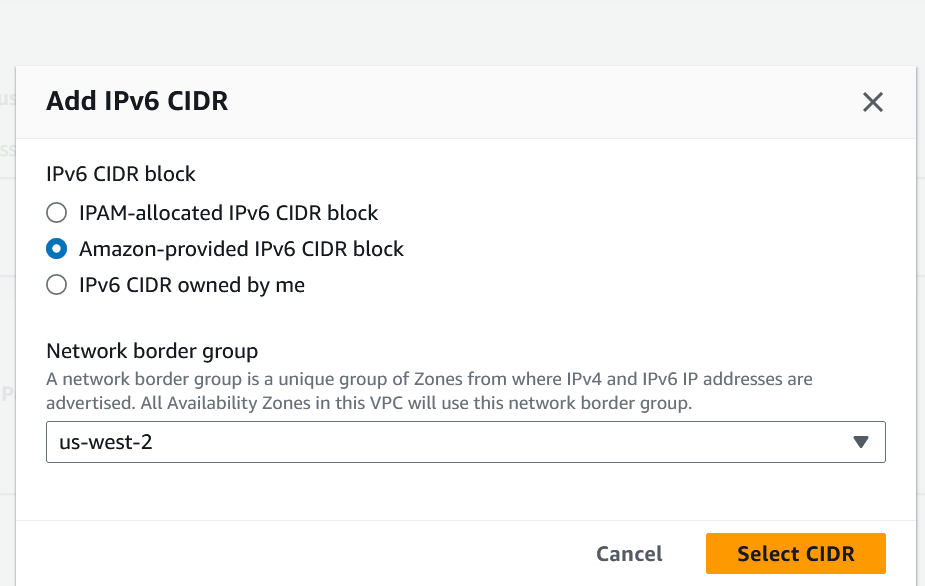 Add IPv6 CIDR
IPv6 CIDR block
IPAM-allocated IPv6 CIDR block
Amazon-provided IPv6 CIDR block
IPv6 CIDR owned by me
Network border group
A network border group is a unique group of Zones from where IPv4 and IPv6 IP addresses are
advertised. All Availability Zones in this VPC will use this network border group.
us-west-2
Cancel
Select CIDR